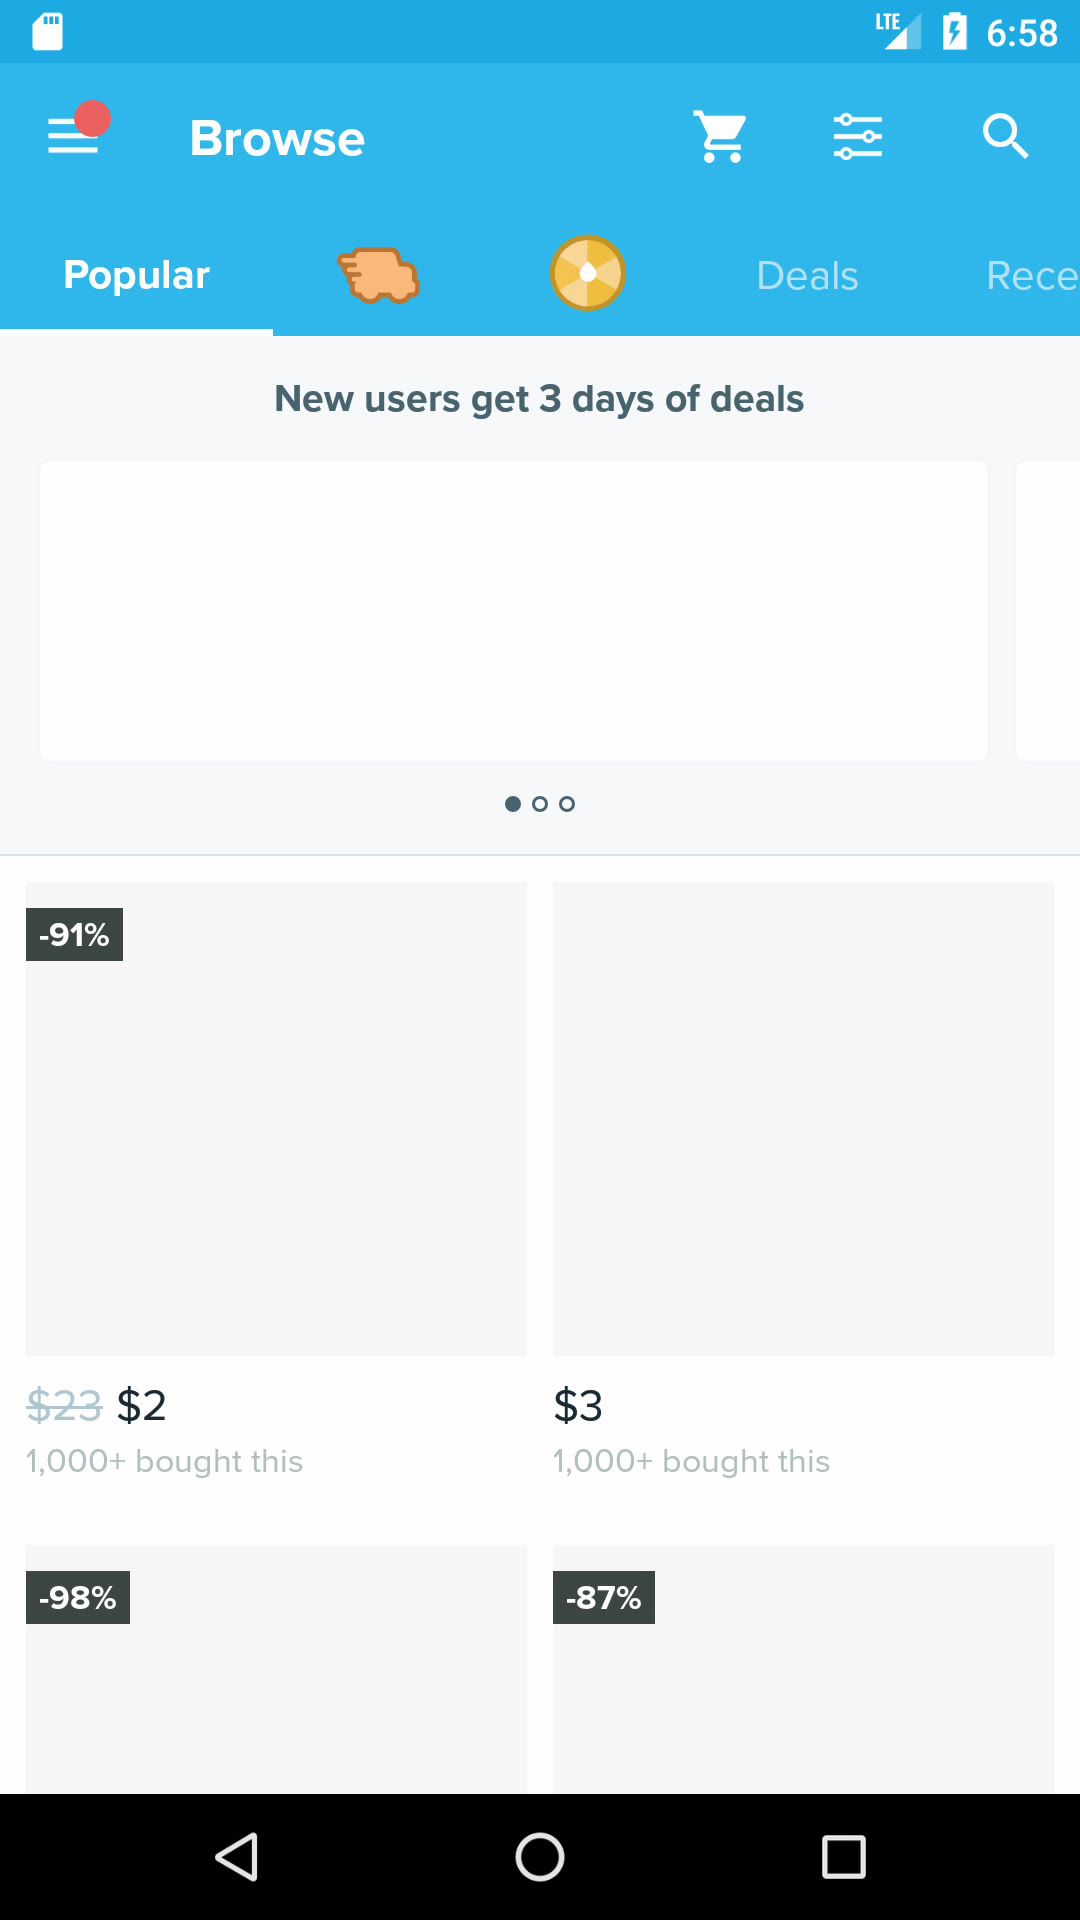 LTE 6:58
Browse
Popular Deals Rece
New users get 3 days of deals
-91%
$23 $2 $3
1,000+ bought this 1,000+ bought this
-98% -87%